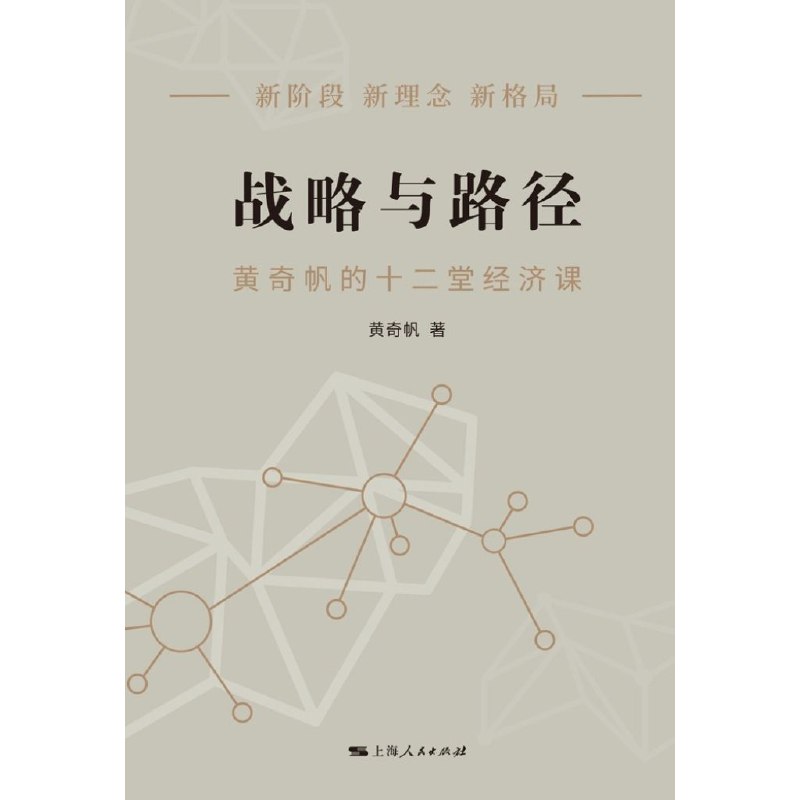 新阶段 新理念 新格局
战略与路径
黄奇帆的十二堂经济课
黄奇帆 著
上海人民出版社